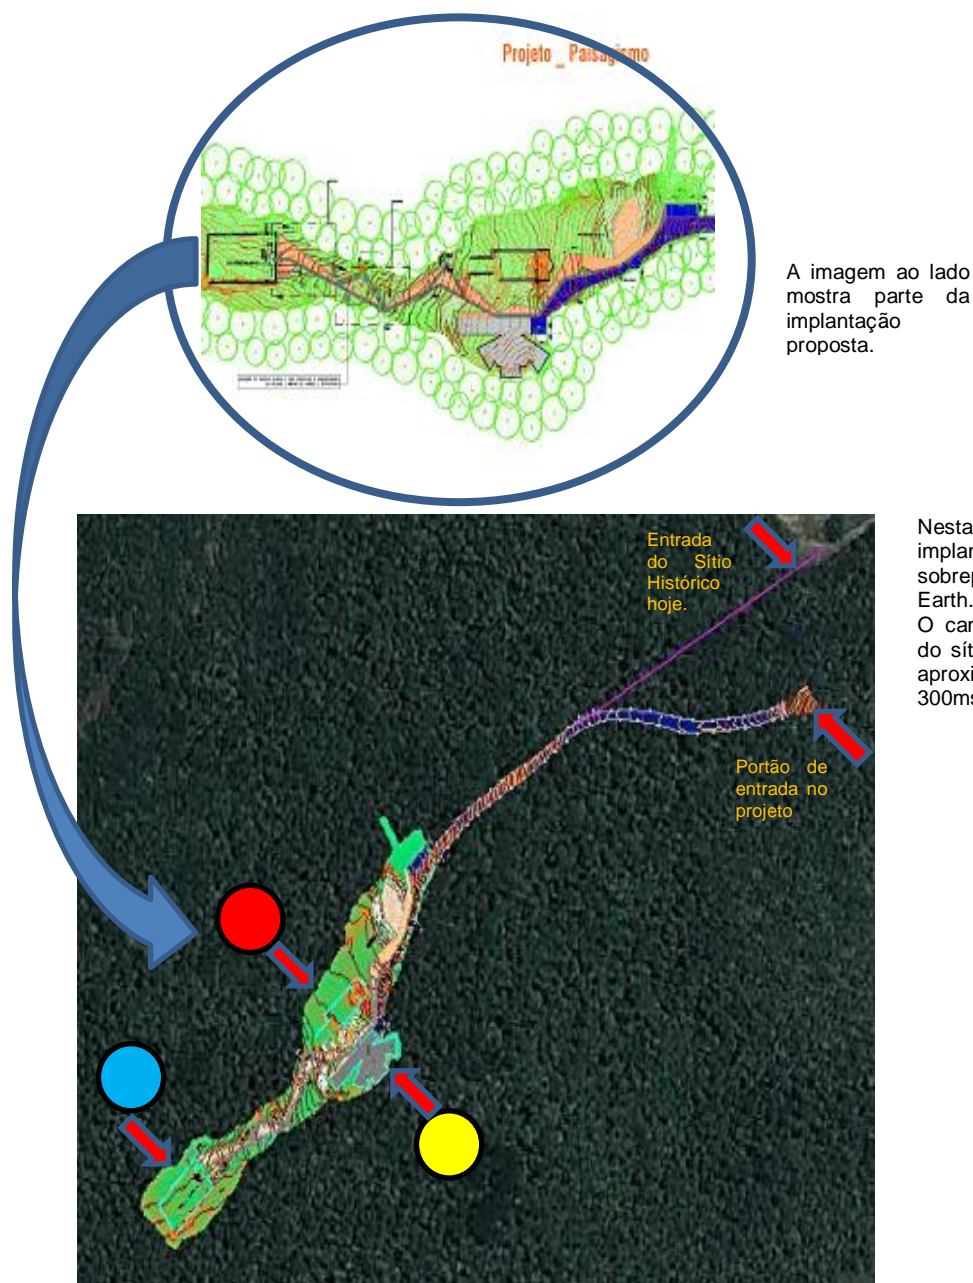 Projeto _ Paisagismo
A imagem ao lado
mostra parte da
implantação
proposta.
Entrada
do Sítio
Histórico
hoje.
Nesta
implan
sobrep
Earth.
O car
do sít
aproxi
300ms
Portão de
entrada no
projeto